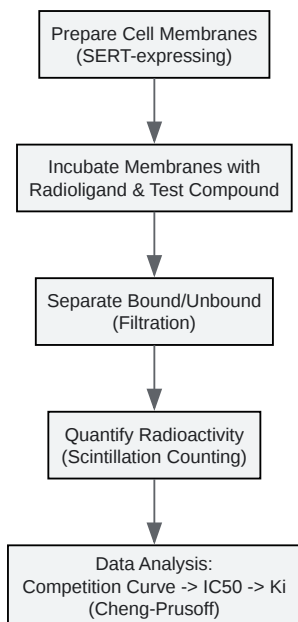 Prepare Cell Membranes
(SERT-expressing)
Incubate Membranes with
Radioligand & Test Compound
Separate Bound/Unbound
(Filtration)
Quantify Radioactivity
(Scintillation Counting)
Data Analysis:
Competition Curve -> IC50 -> Ki
(Cheng-Prusoff)